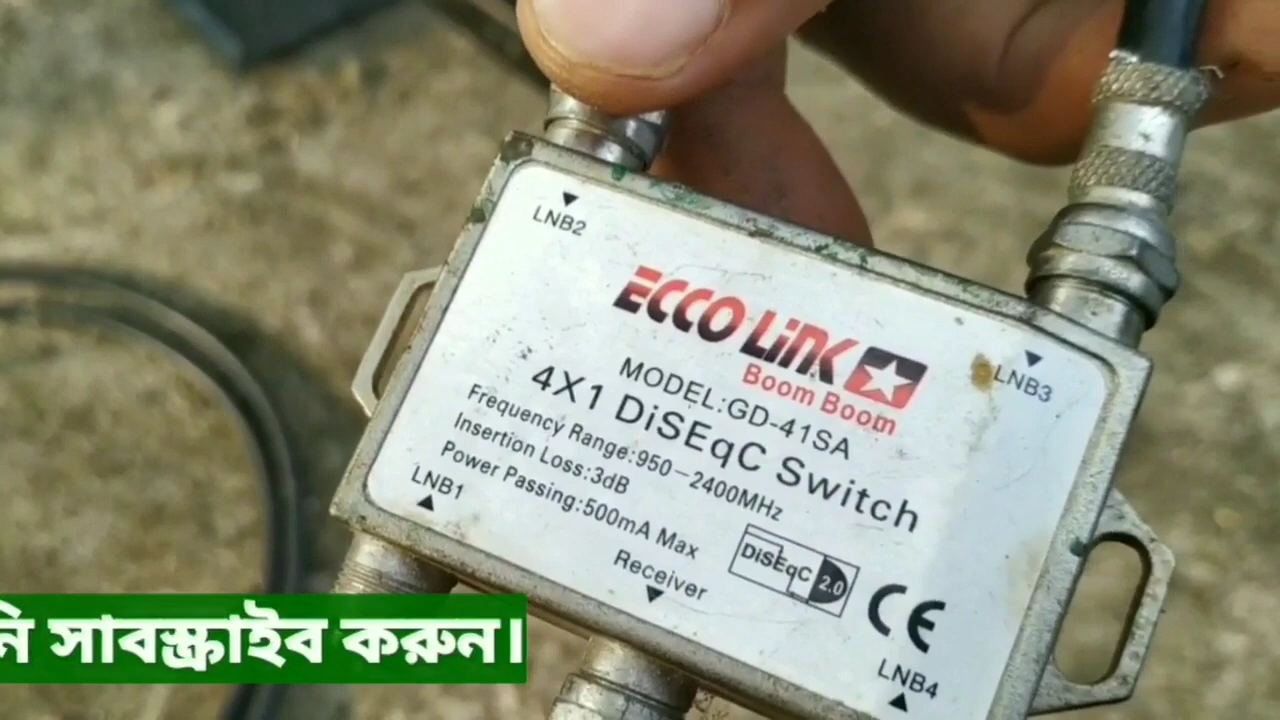 LNB2
ECCO LiNK
Boom Boom
LNB3
MODEL:GD-41SA
4X1 DiSEqC Switch
Frequency Range:950-2400MHz
Insertion Loss:3dB
Power Passing:500mA Max
LNB1
Receiver
DiSEqC 2.0
CE
LNB4
নি সাবস্ক্রাইব করুন।